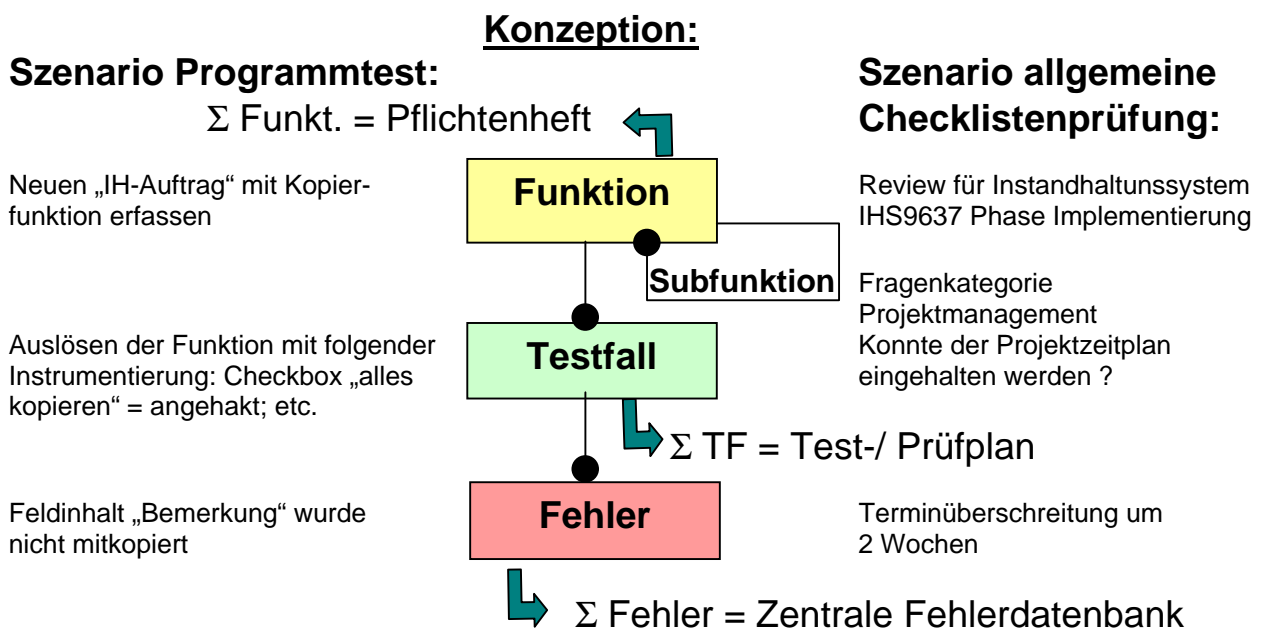 Konzeption:
Szenario Programmtest:
Σ Funkt. = Pflichtenheft
Szenario allgemeine
Checklistenprüfung:
Neuen „IH-Auftrag“ mit Kopier-
funktion erfassen
Funktion
Review für Instandhaltunssystem
IHS9637 Phase Implementierung
Subfunktion
Auslösen der Funktion mit folgender
Instrumentierung: Checkbox „alles
kopieren“ = angehakt; etc.
Testfall
Fragenkategorie
Projektmanagement
Konnte der Projektzeitplan
eingehalten werden ?
Σ TF = Test-/ Prüfplan
Feldinhalt „Bemerkung“ wurde
nicht mitkopiert
Fehler
Terminüberschreitung um
2 Wochen
Σ Fehler = Zentrale Fehlerdatenbank